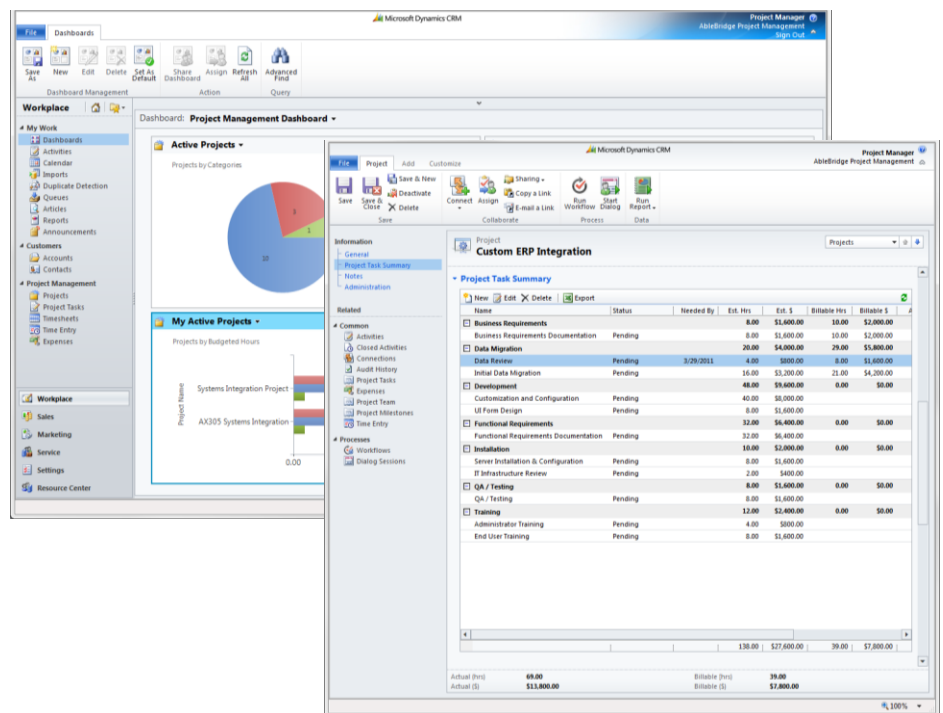 Microsoft Dynamics CRM
Project Manager
AbleBridge Project Management
Sign Out
File Dashboards
Save As New Edit Delete Set As Default Share Dashboard Assign Refresh All Advanced Find
Dashboard Management Action Query
Workplace
Dashboard: Project Management Dashboard
My Work
Dashboards
Activities
Calendar
Imports
Duplicate Detection
Queues
Articles
Reports
Announcements
Customers
Accounts
Contacts
Project Management
Projects
Project Tasks
Timesheets
Time Entry
Expenses
Workplace
Sales
Marketing
Service
Settings
Resource Center
Active Projects
Projects by Categories
3
1
10
My Active Projects
Projects by Budgeted Hours
Project Name
Systems Integration Project
AX305 Systems Integration
0.00
Microsoft Dynamics CRM
Project Manager
AbleBridge Project Management
File Project Add Customize
Save Save & Close Save & New Deactivate Delete
Connect Assign Sharing Copy a Link E-mail a Link
Run Workflow Start Dialog Run Report
Save Collaborate Process Data
Information
General
Project Task Summary
Notes
Administration
Related
Common
Activities
Closed Activities
Connections
Audit History
Project Tasks
Expenses
Project Team
Project Milestones
Time Entry
Processes
Workflows
Dialog Sessions
Project
Custom ERP Integration
Projects
Project Task Summary
New Edit Delete Export
Name Status Needed By Est. Hrs Est. $ Billable Hrs Billable $ A
Business Requirements 8.00 $1,600.00 10.00 $2,000.00
Business Requirements Documentation Pending 8.00 $1,600.00 10.00 $2,000.00
Data Migration 20.00 $4,000.00 29.00 $5,800.00
Data Review Pending 3/29/2011 4.00 $800.00 8.00 $1,600.00
Initial Data Migration Pending 16.00 $3,200.00 21.00 $4,200.00
Development 48.00 $9,600.00 0.00 $0.00
Customization and Configuration Pending 40.00 $8,000.00
UI Form Design Pending 8.00 $1,600.00
Functional Requirements 32.00 $6,400.00 0.00 $0.00
Functional Requirements Documentation Pending 32.00 $6,400.00
Installation 10.00 $2,000.00 0.00 $0.00
Server Installation & Configuration Pending 8.00 $1,600.00
IT Infrastructure Review Pending 2.00 $400.00
QA / Testing 8.00 $1,600.00 0.00 $0.00
QA / Testing Pending 8.00 $1,600.00
Training 12.00 $2,400.00 0.00 $0.00
Administrator Training Pending 4.00 $800.00
End User Training Pending 8.00 $1,600.00
138.00 $27,600.00 39.00 $7,800.00
Actual (hrs) 69.00 Billable (hrs) 39.00
Actual ($) $13,800.00 Billable ($) $7,800.00
100%